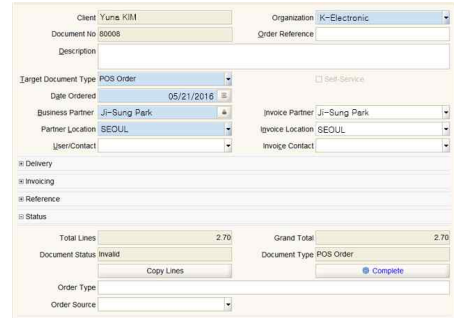 Client Yuna KIM Organization K-Electronic
Document No 80008 Order Reference
Description
Target Document Type POS Order Self-Service
Date Ordered 05/21/2016
Business Partner Ji-Sung Park Invoice Partner Ji-Sung Park
Partner Location SEOUL Invoice Location SEOUL
User/Contact Invoice Contact
Delivery
Invoicing
Reference
Status
Total Lines 2.70 Grand Total 2.70
Document Status Invalid Document Type POS Order
Copy Lines Complete
Order Type
Order Source